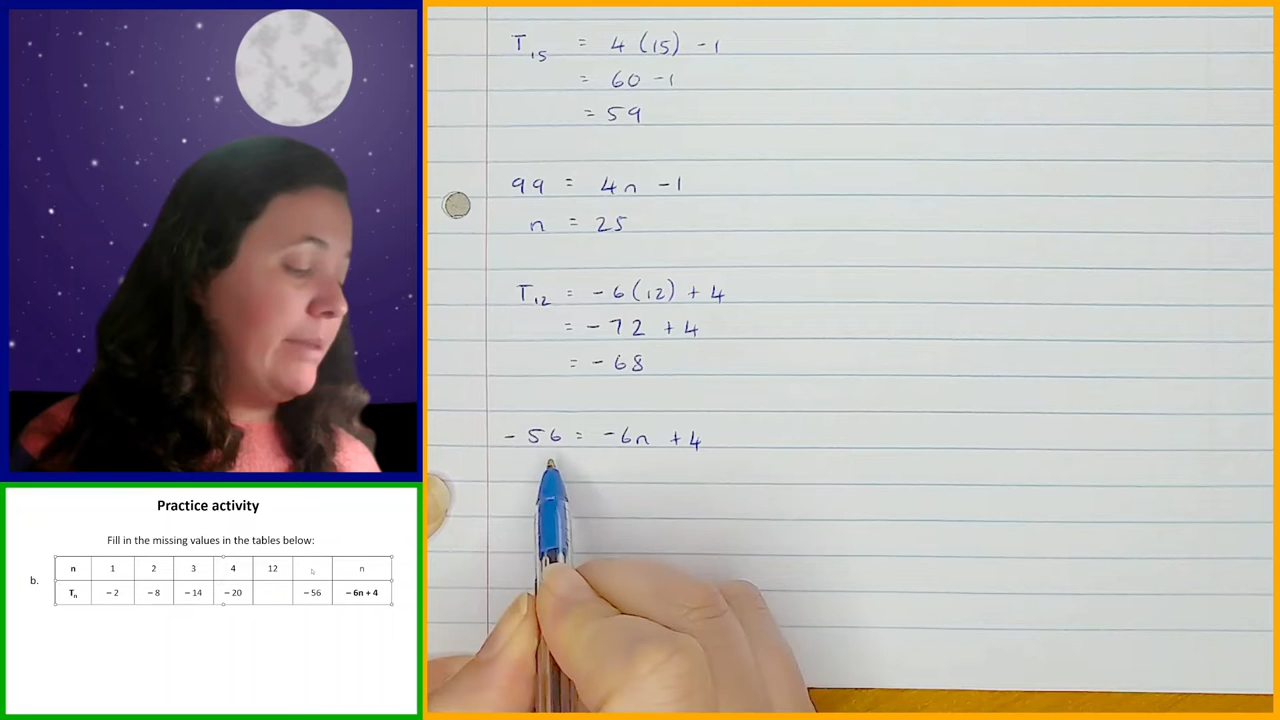 T15 = 4 (15) - 1
= 60 - 1
= 59
99 = 4n - 1
n = 25
T12 = - 6 (12) + 4
= - 72 + 4
= - 68
- 56 = - 6n + 4
Practice activity
Fill in the missing values in the tables below:
b.
n 1 2 3 4 12 n
Tn – 2 – 8 – 14 – 20 – 56 – 6n + 4